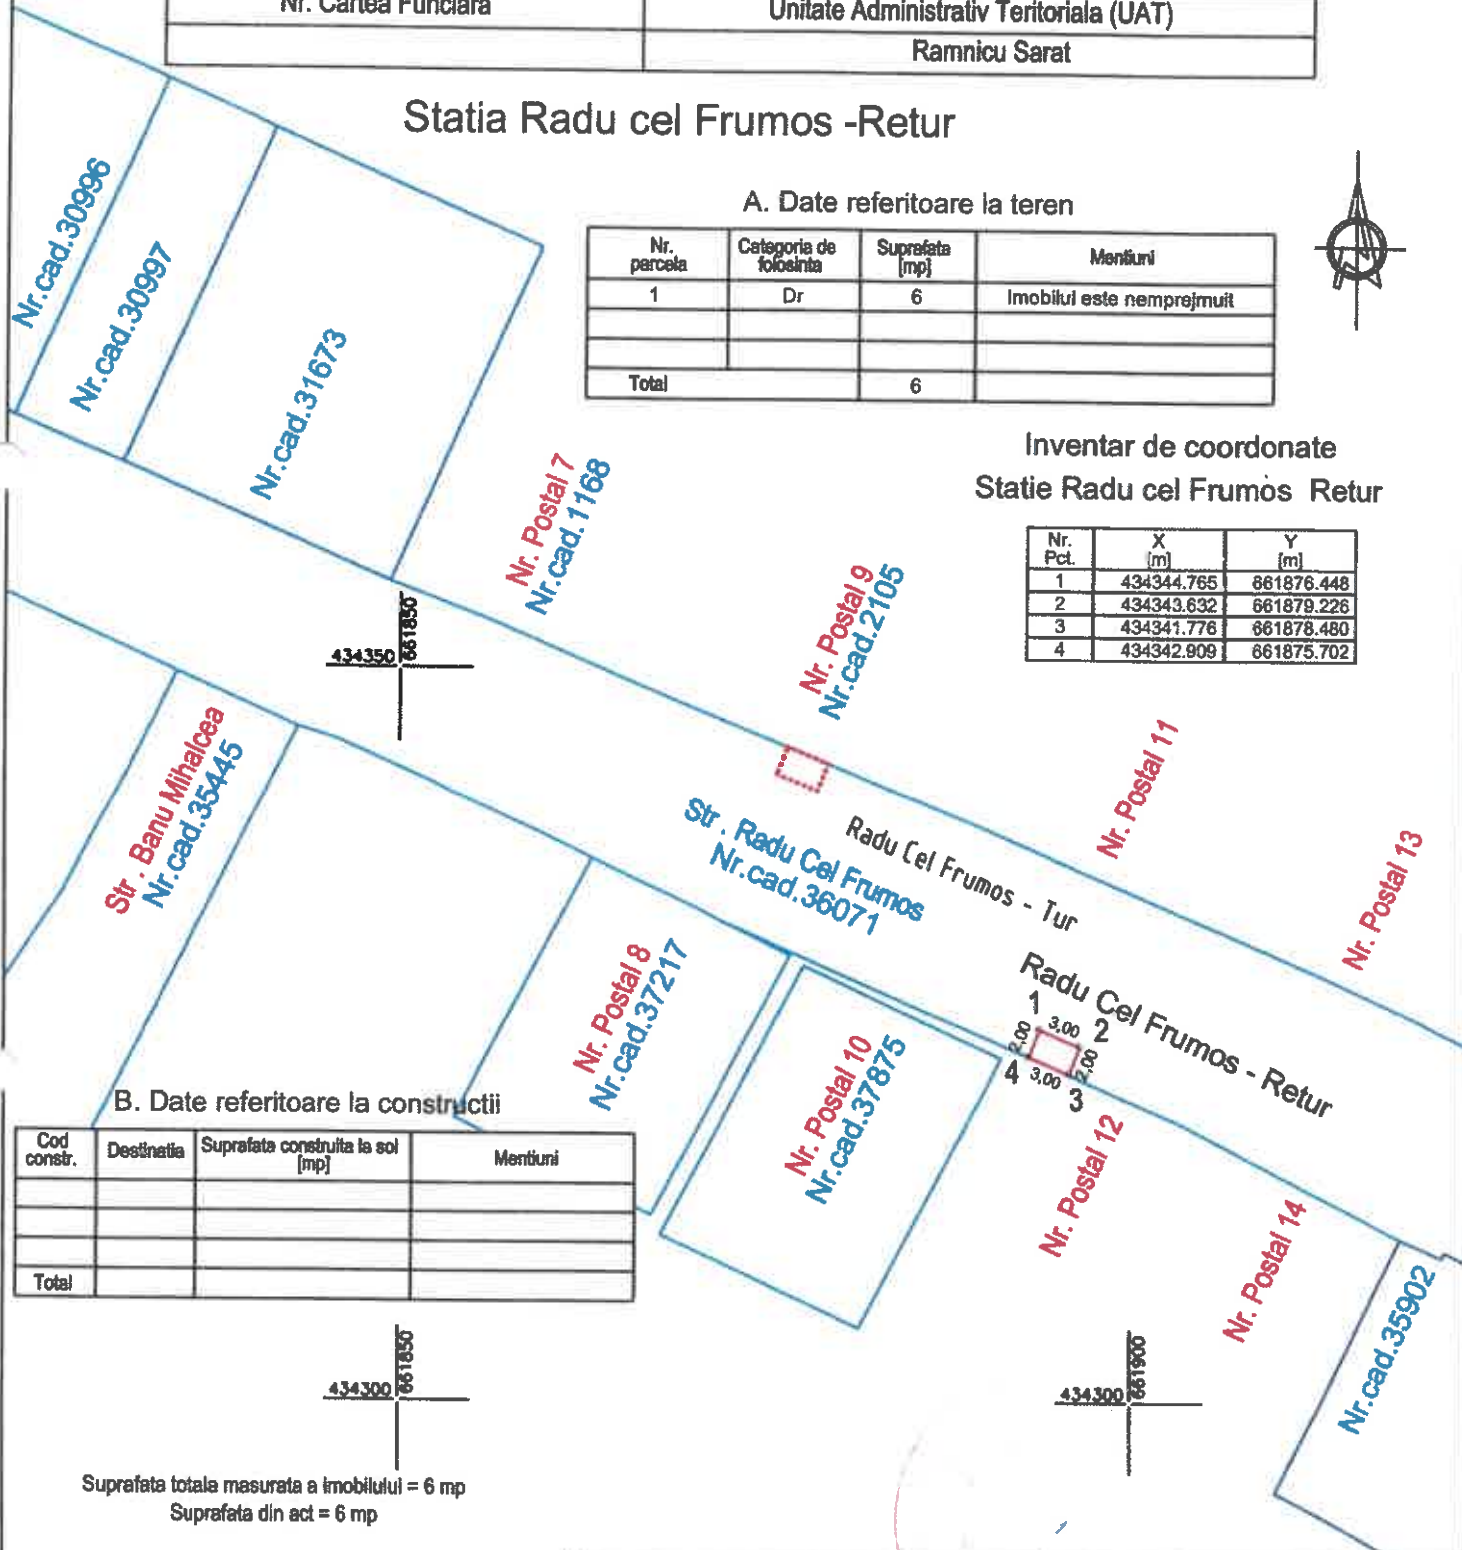 Nr. Cartea Funciara
Unitate Administrativ Teritoriala (UAT)
Ramnicu Sarat
Statia Radu cel Frumos -Retur
A. Date referitoare la teren
Nr. parcela
Categoria de folosinta
Suprafata [mp]
Mentiuni
1 Dr 6 Imobilul este nemprejmuit
Total 6
Nr.cad.30996
Nr.cad.30997
Nr.cad.31673
Inventar de coordonate
Statie Radu cel Frumos Retur
Nr. Pct.
X [m]
Y [m]
1 434344.765 661876.448
2 434343.632 661879.226
3 434341.776 661878.480
4 434342.909 661875.702
Nr. Postal 7
Nr.cad.1168
Nr. Postal 9
Nr.cad.2105
434350
661850
Nr. Postal 11
Nr. Postal 13
Str . Banu Mihalcea
Nr.cad.35445
Str . Radu Cel Frumos
Nr.cad.36071
Radu Cel Frumos - Tur
Radu Cel Frumos - Retur
1
3,00
2
2,00
2,00
4
3,00
3
Nr. Postal 8
Nr.cad.37217
Nr. Postal 10
Nr.cad.37875
Nr. Postal 12
Nr. Postal 14
Nr.cad.35902
B. Date referitoare la constructii
Cod constr.
Destinatia
Suprafata construita la sol [mp]
Mentiuni
Total
434300
661850
434300
661900
Suprafata totala masurata a imobilului = 6 mp
Suprafata din act = 6 mp